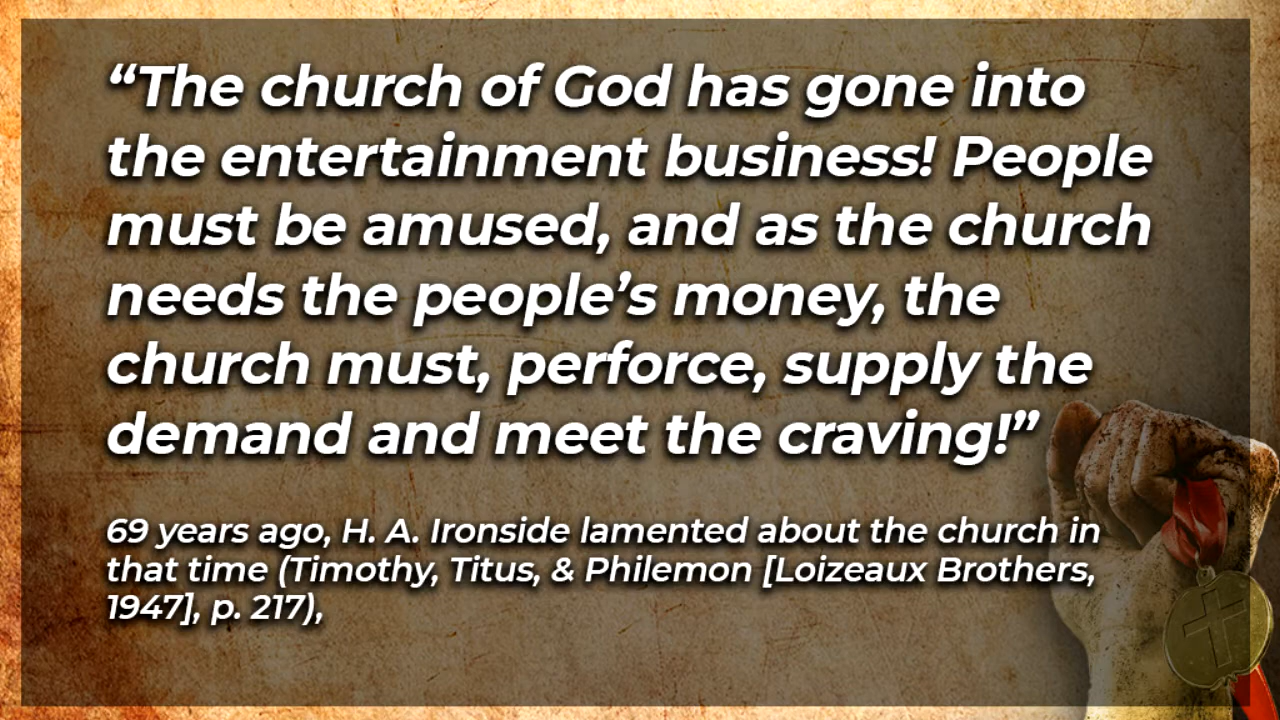 “The church of God has gone into
the entertainment business! People
must be amused, and as the church
needs the people’s money, the
church must, perforce, supply the
demand and meet the craving!”
69 years ago, H. A. Ironside lamented about the church in
that time (Timothy, Titus, & Philemon [Loizeaux Brothers,
1947], p. 217),